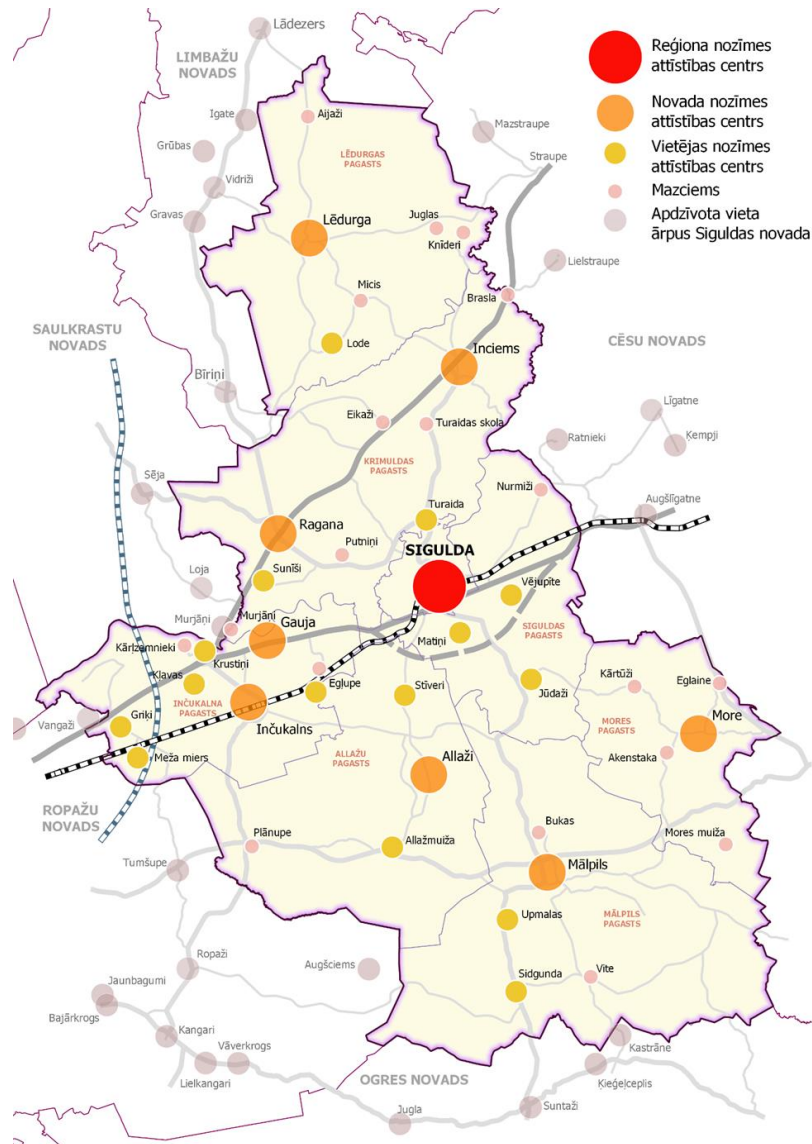 Lādezers
LIMBAŽU
NOVADS
Reģiona nozīmes
attīstības centrs
Novada nozīmes
attīstības centrs
Vietējas nozīmes
attīstības centrs
Mazciems
Apdzīvota vieta
ārpus Siguldas novada
Igate
Aijaži
Mazstraupe
Grūbas
LĒDURGAS
PAGASTS
Straupe
Vidriži
Gravas
Lēdurga
Juglas
Knīderi
Lielstraupe
Micis
Brasla
SAULKRASTU
NOVADS
Lode
Inciems
CĒSU NOVADS
Bīriņi
Eikaži
Turaidas skola
Līgatne
Ratnieki
Ķempji
KRIMULDAS
PAGASTS
Sēja
Nurmiži
Augšlīgatne
Turaida
Ragana
Putniņi
SIGULDA
Sunīši
Loja
Vējupīte
Murjāņi
Murjāņi
Gauja
Matiņi
SIGULDAS
PAGASTS
Kārļzemnieki
Krustiņi
Kļavas
Egļupe
Stīveri
Jūdaži
Kārtūži
Eglaine
INČUKALNA
PAGASTS
MORES
PAGASTS
More
Vangaži
Griķi
Inčukalns
ALLAŽU
PAGASTS
Meža miers
Allaži
Akenstaka
ROPAŽU
NOVADS
Bukas
Mores muiža
Plānupe
Allažmuiža
Tumšupe
Mālpils
Upmalas
MĀLPILS
PAGASTS
Ropaži
Augšciems
Vite
Jaunbagumi
Sidgunda
Bajārkrogs
Kangari
Vāverkrogs
Kastrāne
Lielkangari
OGRES NOVADS
Ķieģeļceplis
Suntaži
Jugla